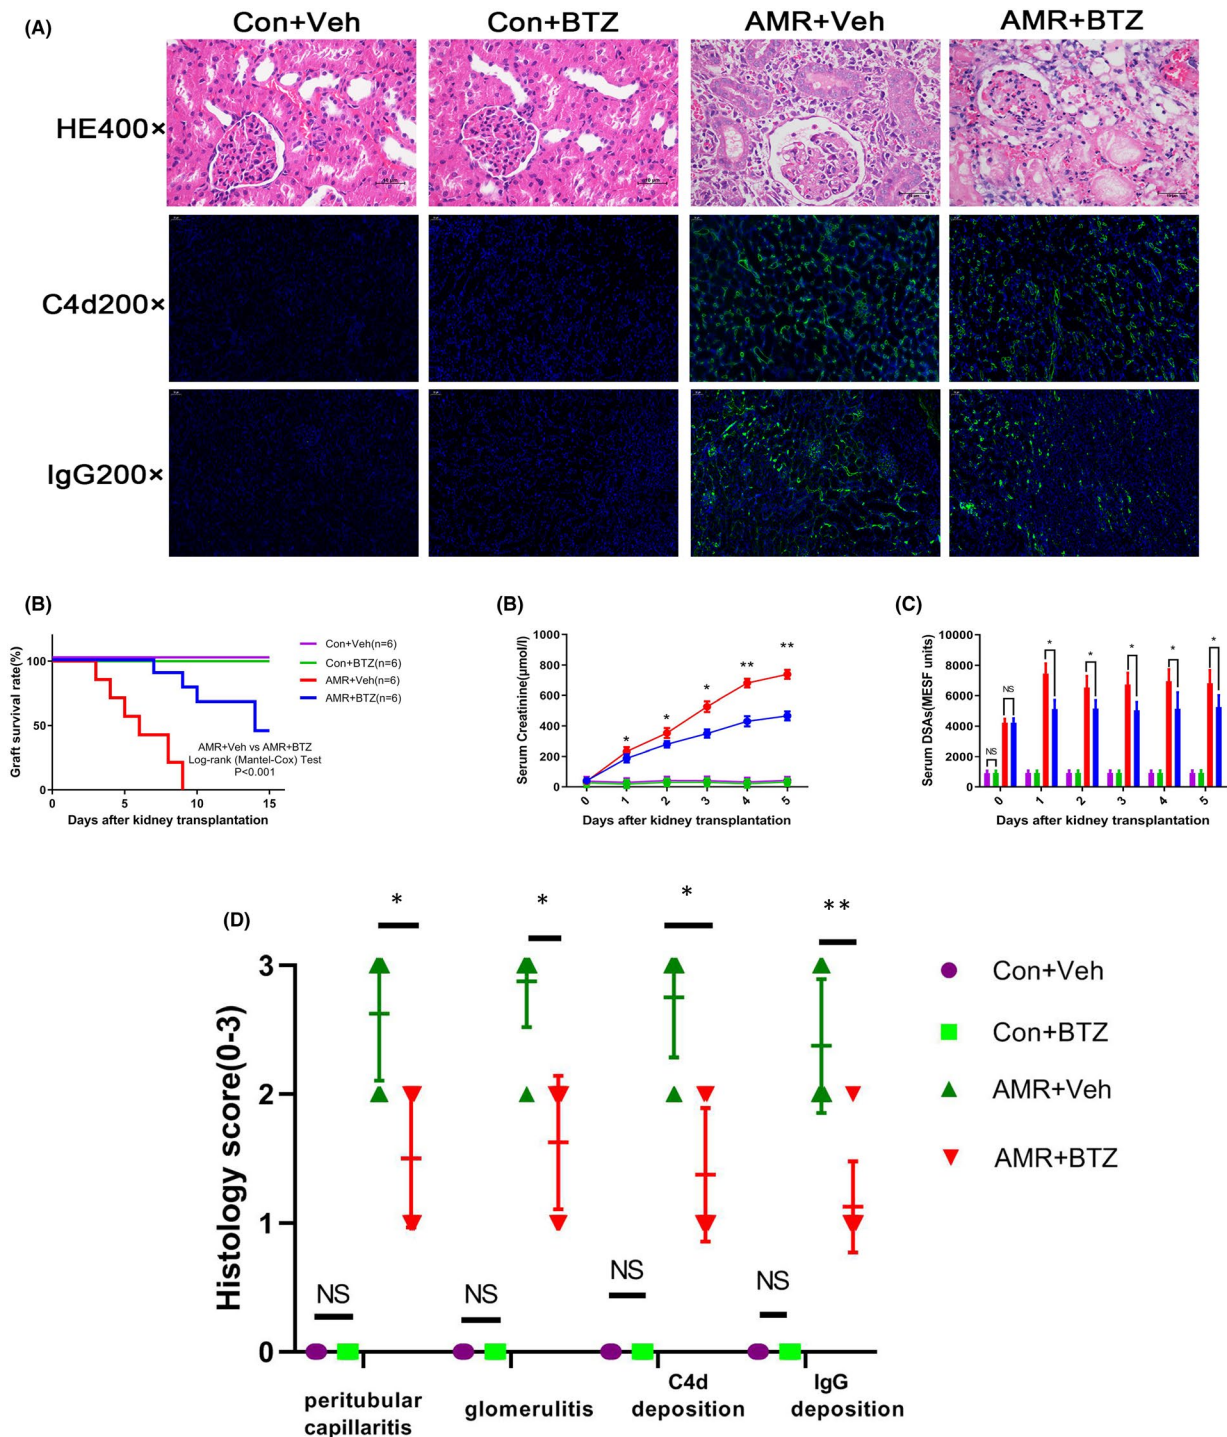 (A)
Con+Veh
Con+BTZ
AMR+Veh
AMR+BTZ
HE400×
C4d200×
IgG200×
(B)
Graft survival rate(%)
100
50
0
0
5
10
15
Days after kidney transplantation
AMR+Veh vs AMR+BTZ
Log-rank (Mantel-Cox) Test
P<0.001
Con+Veh(n=6)
Con+BTZ(n=6)
AMR+Veh(n=6)
AMR+BTZ(n=6)
(B)
Serum Creatinine(μmol/l)
1000
800
600
400
200
0
*
*
*
**
**
0
1
2
3
4
5
Days after kidney transplantation
(C)
Serum DSAs(MESF units)
10000
8000
6000
4000
2000
0
NS
NS
*
*
*
*
*
0
1
2
3
4
5
Days after kidney transplantation
(D)
Histology score(0-3)
3
2
1
0
*
*
*
**
NS
NS
NS
NS
peritubular
capillaritis
glomerulitis
C4d
deposition
IgG
deposition
Con+Veh
Con+BTZ
AMR+Veh
AMR+BTZ